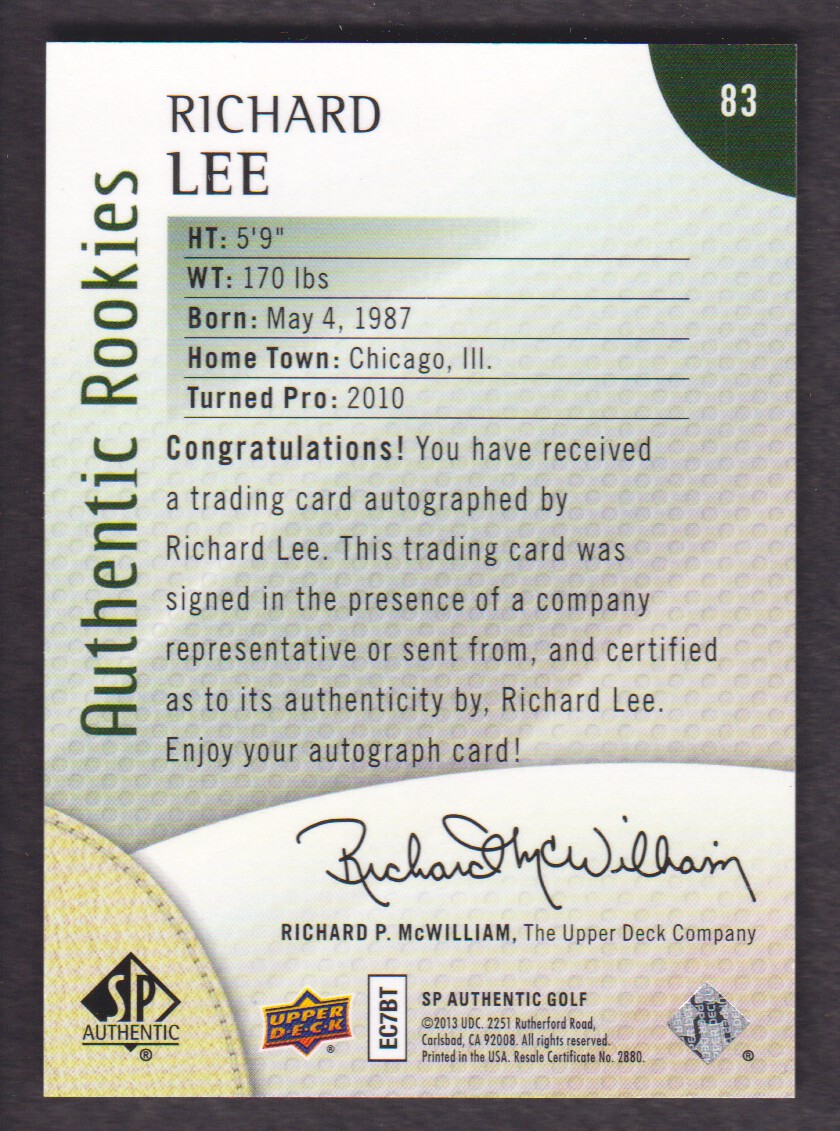 83
RICHARD
LEE
Authentic Rookies
HT: 5'9"
WT: 170 lbs
Born: May 4, 1987
Home Town: Chicago, Ill.
Turned Pro: 2010
Congratulations! You have received
a trading card autographed by
Richard Lee. This trading card was
signed in the presence of a company
representative or sent from, and certified
as to its authenticity by, Richard Lee.
Enjoy your autograph card!
Richard McWilliam
RICHARD P. McWILLIAM, The Upper Deck Company
SP
AUTHENTIC
®
UPPER
D·E·C·K
®
EC7BT
SP AUTHENTIC GOLF
©2013 UDC. 2251 Rutherford Road,
Carlsbad, CA 92008. All rights reserved.
Printed in the USA. Resale Certificate No. 2880.
®